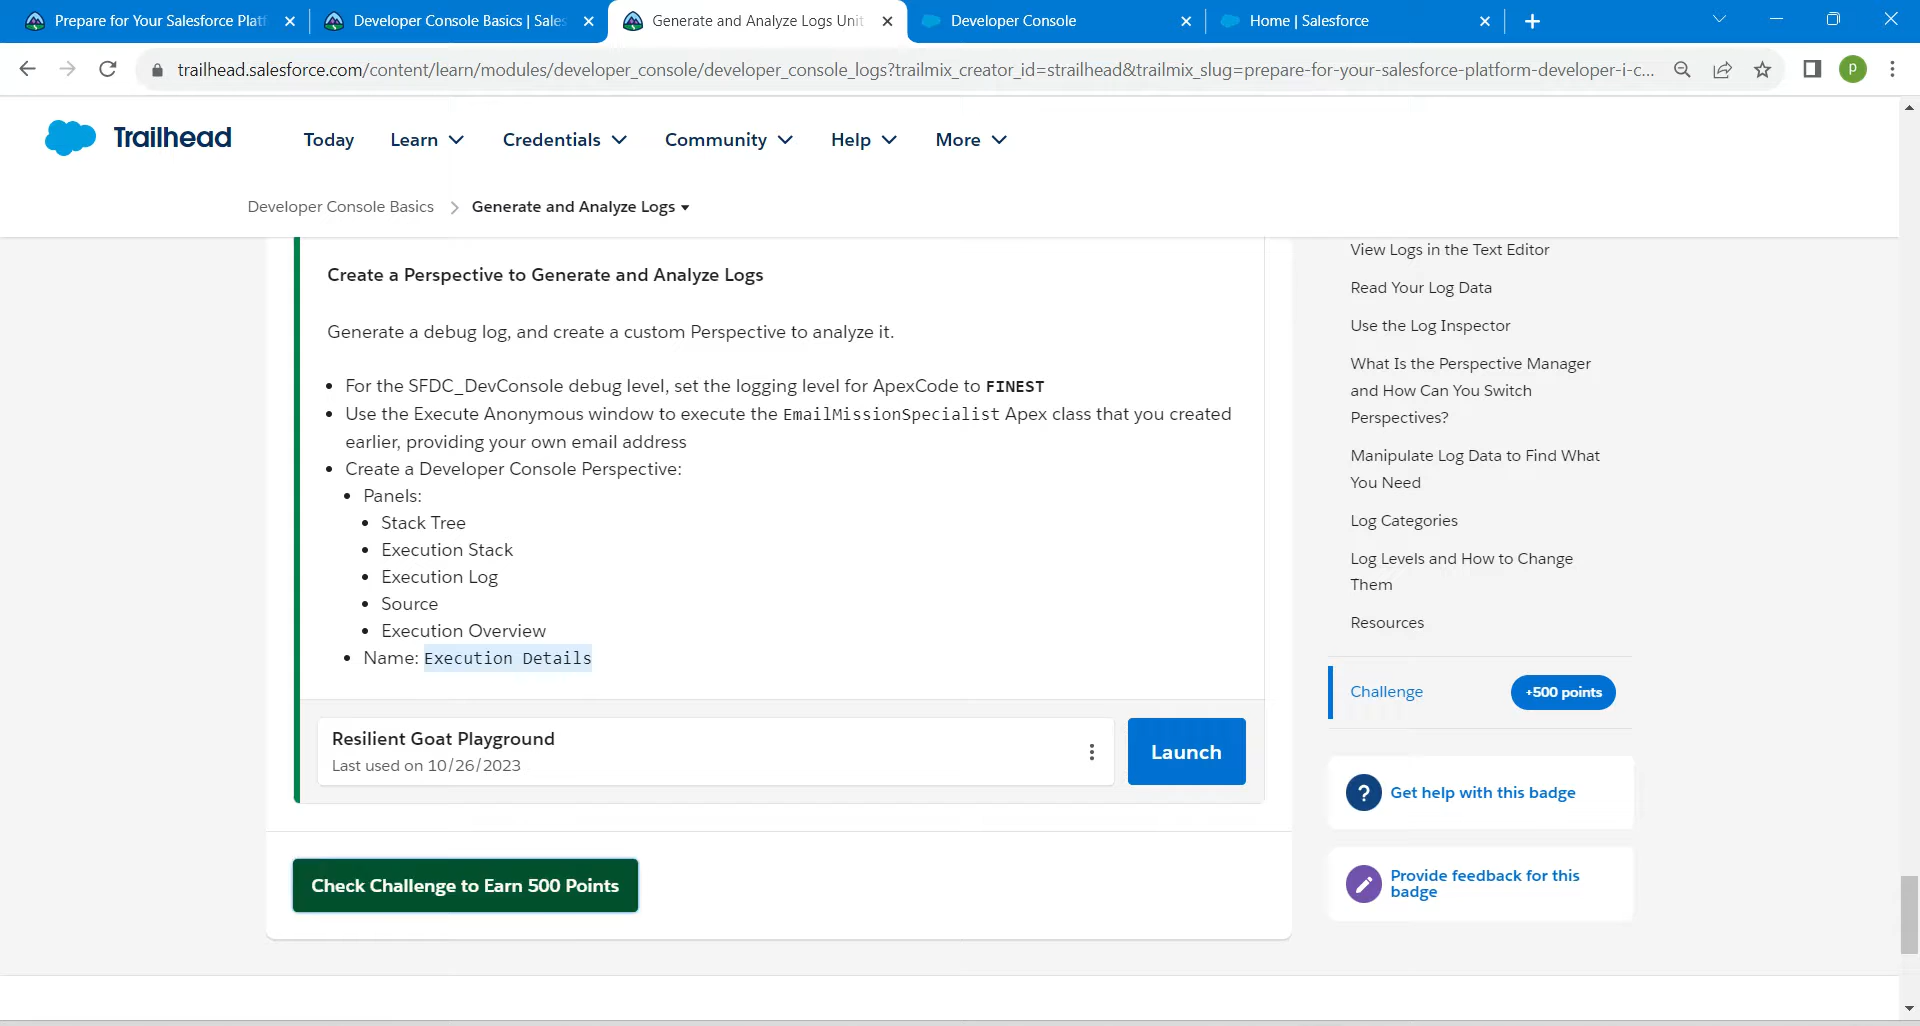 Prepare for Your Salesforce Platf
Developer Console Basics | Sales
Generate and Analyze Logs Unit
Developer Console
Home | Salesforce
trailhead.salesforce.com/content/learn/modules/developer_console/developer_console_logs?trailmix_creator_id=strailhead&trailmix_slug=prepare-for-your-salesforce-platform-developer-i-c...
P
Trailhead
Today
Learn
Credentials
Community
Help
More
Developer Console Basics
Generate and Analyze Logs
Create a Perspective to Generate and Analyze Logs
Generate a debug log, and create a custom Perspective to analyze it.
• For the SFDC_DevConsole debug level, set the logging level for ApexCode to FINEST
• Use the Execute Anonymous window to execute the EmailMissionSpecialist Apex class that you created
earlier, providing your own email address
• Create a Developer Console Perspective:
• Panels:
• Stack Tree
• Execution Stack
• Execution Log
• Source
• Execution Overview
• Name: Execution Details
Resilient Goat Playground
Last used on 10/26/2023
Launch
Check Challenge to Earn 500 Points
View Logs in the Text Editor
Read Your Log Data
Use the Log Inspector
What Is the Perspective Manager
and How Can You Switch
Perspectives?
Manipulate Log Data to Find What
You Need
Log Categories
Log Levels and How to Change
Them
Resources
Challenge
+500 points
? Get help with this badge
Provide feedback for this
badge